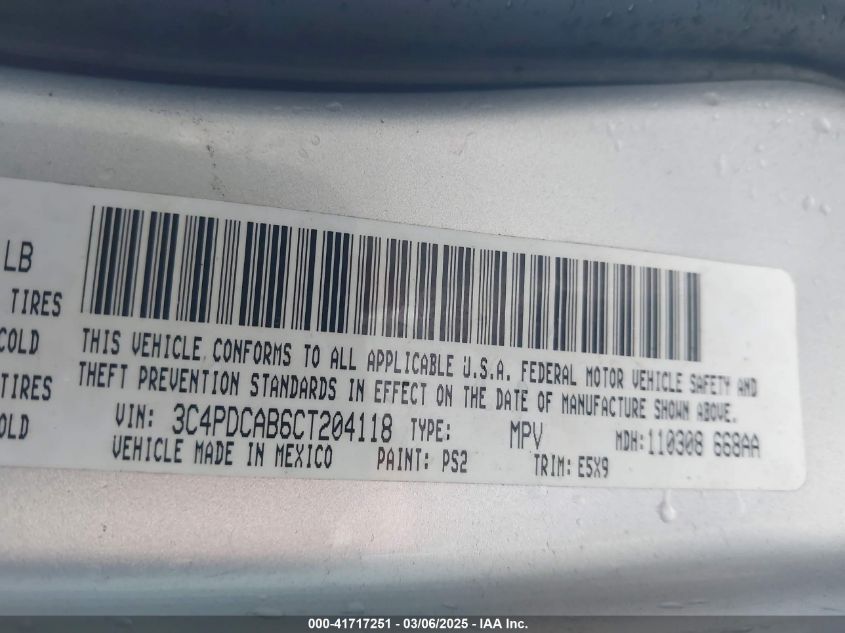 LB
TIRES
COLD
TIRES
OLD
THIS VEHICLE CONFORMS TO ALL APPLICABLE U.S.A. FEDERAL MOTOR VEHICLE SAFETY AND
THEFT PREVENTION STANDARDS IN EFFECT ON THE DATE OF MANUFACTURE SHOWN ABOVE.
VIN: 3C4PDCAB6CT204118 TYPE: MPV MDH:110308 668AA
VEHICLE MADE IN MEXICO PAINT: PS2 TRIM: E5X9
000-41717251 | 03/06/2025 - IAA Inc.